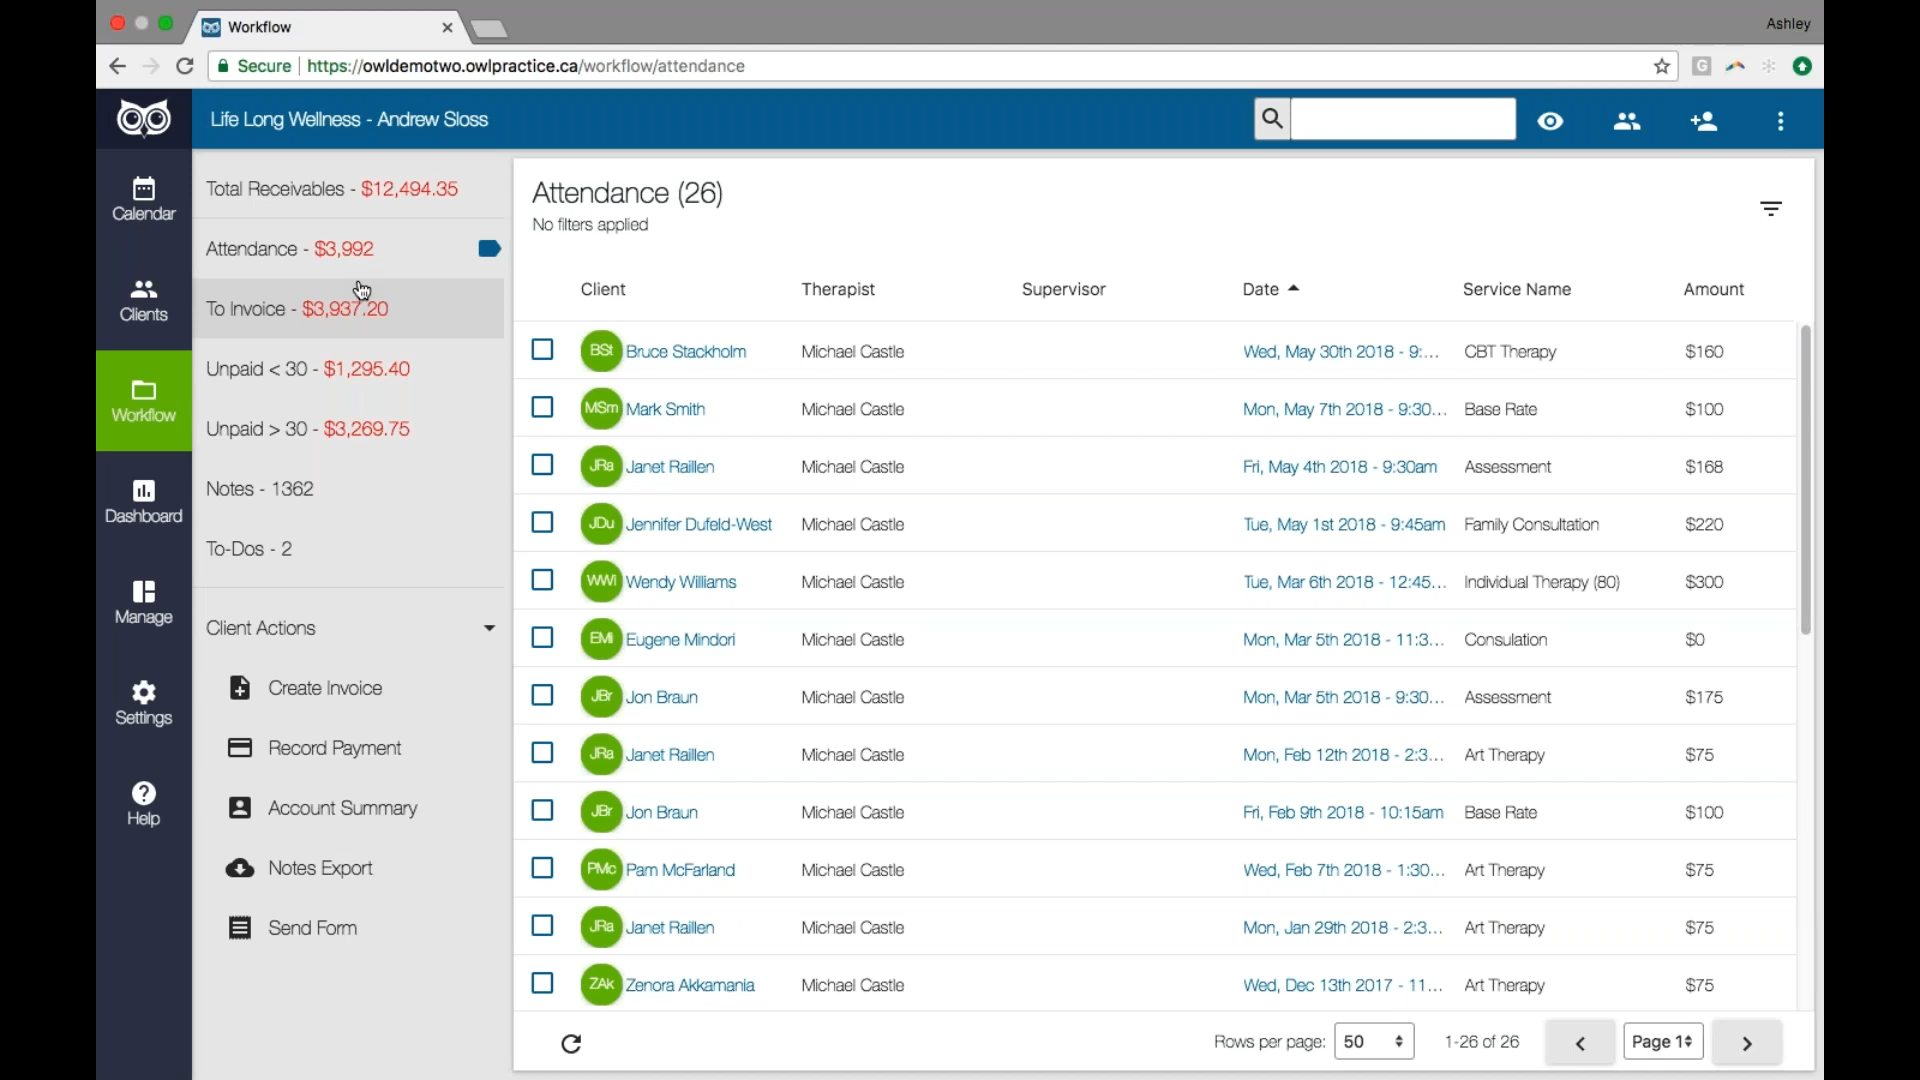 Workflow
Ashley
Secure https://owldemotwo.owlpractice.ca/workflow/attendance
Life Long Wellness - Andrew Sloss
Calendar
Clients
Workflow
Dashboard
Manage
Settings
Help
Total Receivables - $12,494.35
Attendance - $3,992
To Invoice - $3,937.20
Unpaid < 30 - $1,295.40
Unpaid > 30 - $3,269.75
Notes - 1362
To-Dos - 2
Client Actions
Create Invoice
Record Payment
Account Summary
Notes Export
Send Form
Attendance (26)
No filters applied
Client Therapist Supervisor Date Service Name Amount
BSt Bruce Stackholm Michael Castle Wed, May 30th 2018 - 9:... CBT Therapy $160
MSm Mark Smith Michael Castle Mon, May 7th 2018 - 9:30... Base Rate $100
JRa Janet Raillen Michael Castle Fri, May 4th 2018 - 9:30am Assessment $168
JDu Jennifer Dufeld-West Michael Castle Tue, May 1st 2018 - 9:45am Family Consultation $220
WWi Wendy Williams Michael Castle Tue, Mar 6th 2018 - 12:45... Individual Therapy (80) $300
EMi Eugene Mindori Michael Castle Mon, Mar 5th 2018 - 11:3... Consulation $0
JBr Jon Braun Michael Castle Mon, Mar 5th 2018 - 9:30... Assessment $175
JRa Janet Raillen Michael Castle Mon, Feb 12th 2018 - 2:3... Art Therapy $75
JBr Jon Braun Michael Castle Fri, Feb 9th 2018 - 10:15am Base Rate $100
PMc Pam McFarland Michael Castle Wed, Feb 7th 2018 - 1:30... Art Therapy $75
JRa Janet Raillen Michael Castle Mon, Jan 29th 2018 - 2:3... Art Therapy $75
ZAk Zenora Akkamania Michael Castle Wed, Dec 13th 2017 - 11... Art Therapy $75
Rows per page: 50 1-26 of 26 Page 1